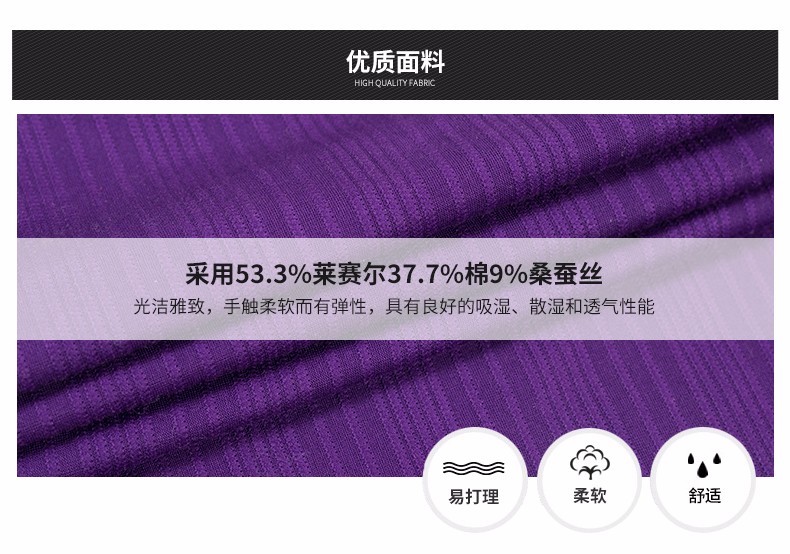 优质面料
HIGH QUALITY FABRIC
采用53.3%莱赛尔37.7%棉9%桑蚕丝
光洁雅致，手触柔软而有弹性，具有良好的吸湿、散湿和透气性能
易打理
柔软
舒适